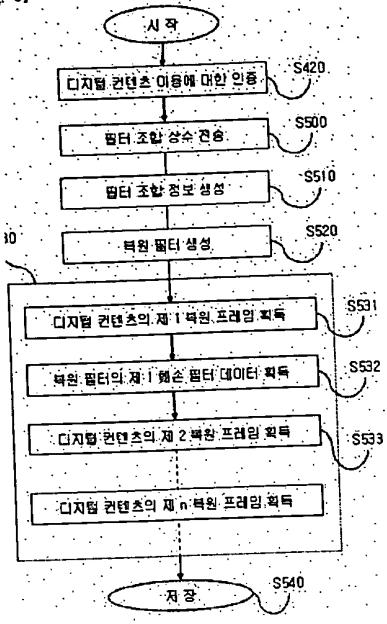 시 작
디지털 컨텐츠 이용에 대한 인증
S420
필터 조합 상수 전송
S500
필터 조합 정보 생성
S510
복원 필터 생성
S520
디지털 컨텐츠의 제 1 복원 프레임 획득
S531
복원 필터의 제 1 훼손 필터 데이터 획득
S532
디지털 컨텐츠의 제 2 복원 프레임 획득
S533
디지털 컨텐츠의 제 n 복원 프레임 획득
저 장
S540